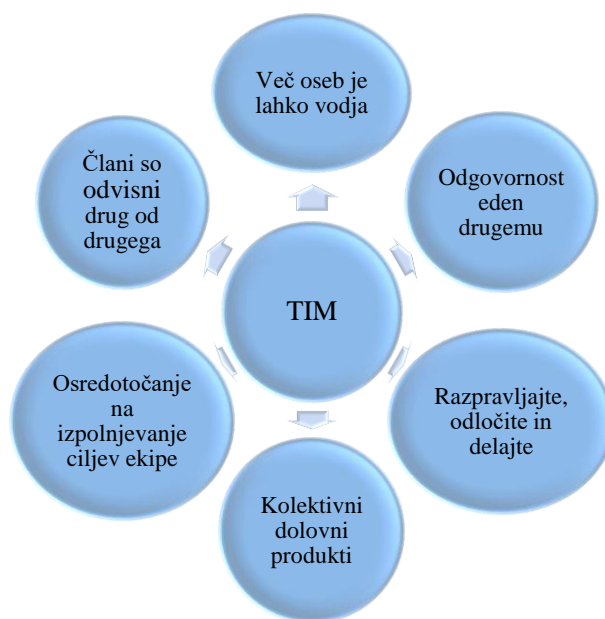 Več oseb je
lahko vodja
Člani so
odvisni
drug od
drugega
Odgovornost
eden
drugemu
TIM
Osredotočanje
na
izpolnjevanje
ciljev ekipe
Razpravljajte,
odločite in
delajte
Kolektivni
dolovni
produkti